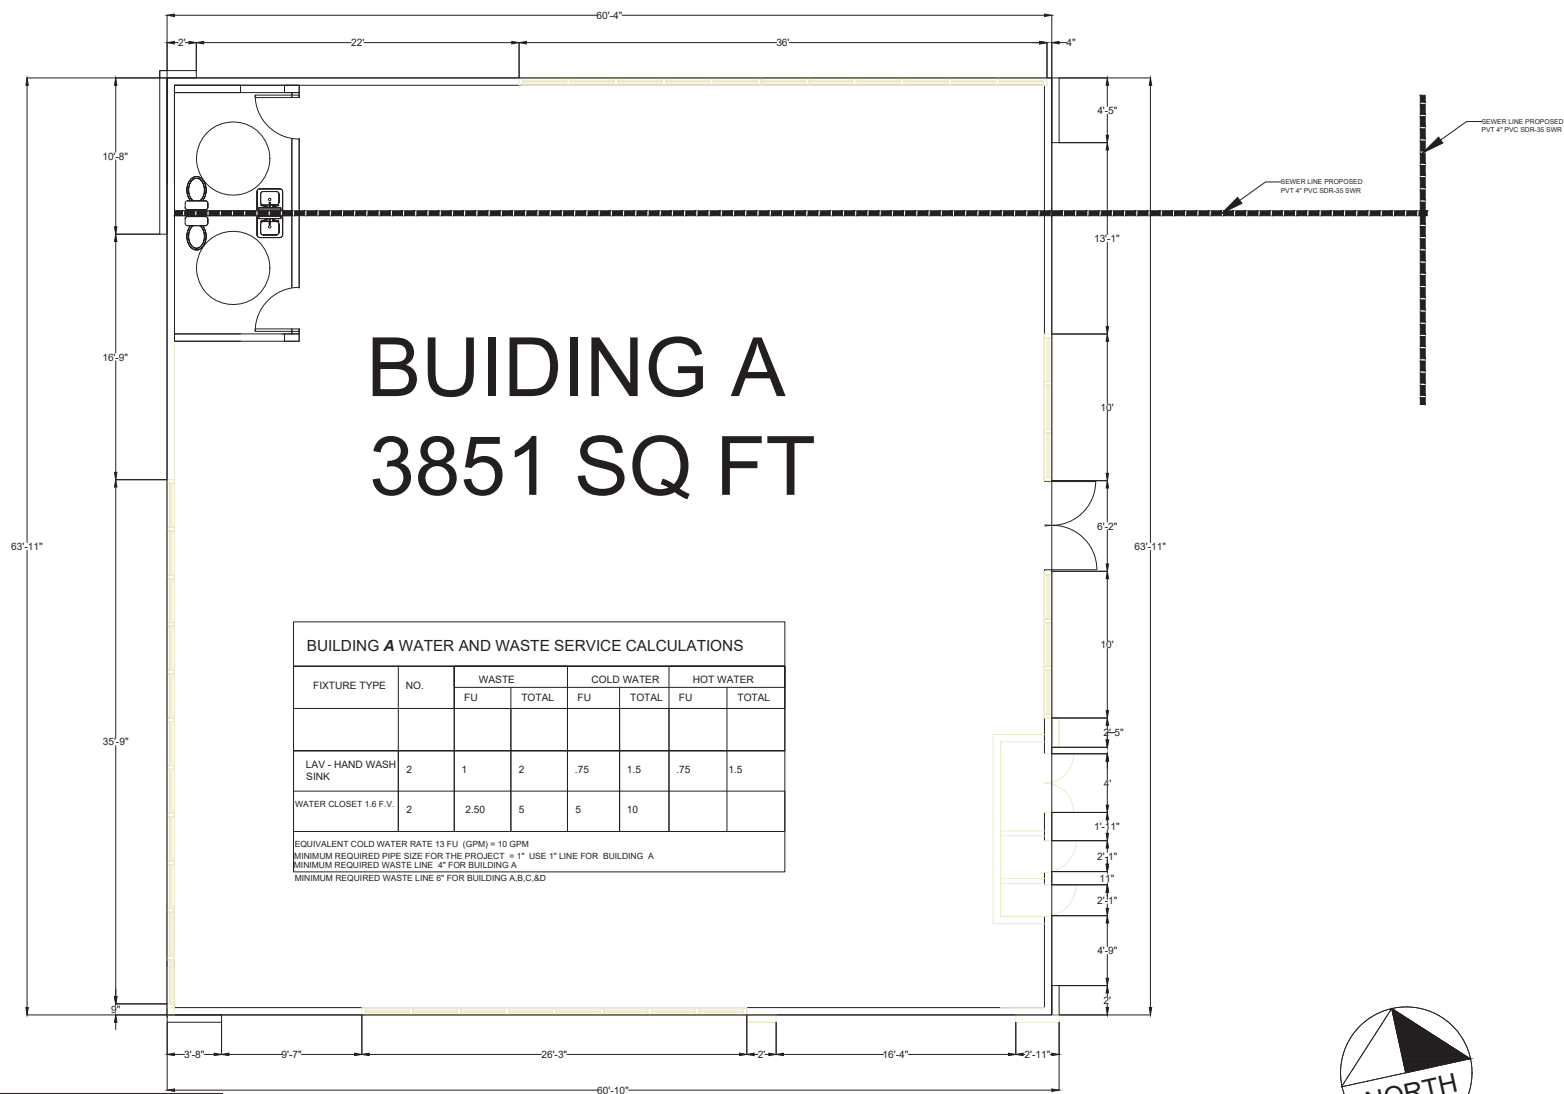 60'-4"
2'
22'
36'
4"
10'-8"
16'-9"
35'-9"
9"
63'-11"
4'-5"
13'-1"
10'
6'-2"
10'
2'-5"
4'
1'-11"
2'-1"
11"
2'-1"
4'-9"
2'
63'-11"
SEWER LINE PROPOSED
PVT 4" PVC SDR-35 SWR
SEWER LINE PROPOSED
PVT 4" PVC SDR-35 SWR
BUIDING A
3851 SQ FT
BUILDING A WATER AND WASTE SERVICE CALCULATIONS
FIXTURE TYPE NO. WASTE COLD WATER HOT WATER
FU TOTAL FU TOTAL FU TOTAL
LAV - HAND WASH SINK 2 1 2 .75 1.5 .75 1.5
WATER CLOSET 1.6 F.V. 2 2.50 5 5 10
EQUIVALENT COLD WATER RATE 13 FU (GPM) = 10 GPM
MINIMUM REQUIRED PIPE SIZE FOR THE PROJECT = 1" USE 1" LINE FOR BUILDING A
MINIMUM REQUIRED WASTE LINE 4" FOR BUILDING A
MINIMUM REQUIRED WASTE LINE 6" FOR BUILDING A,B,C,&D
3'-8"
9'-7"
26'-3"
2'
16'-4"
2'-11"
60'-10"
NORTH